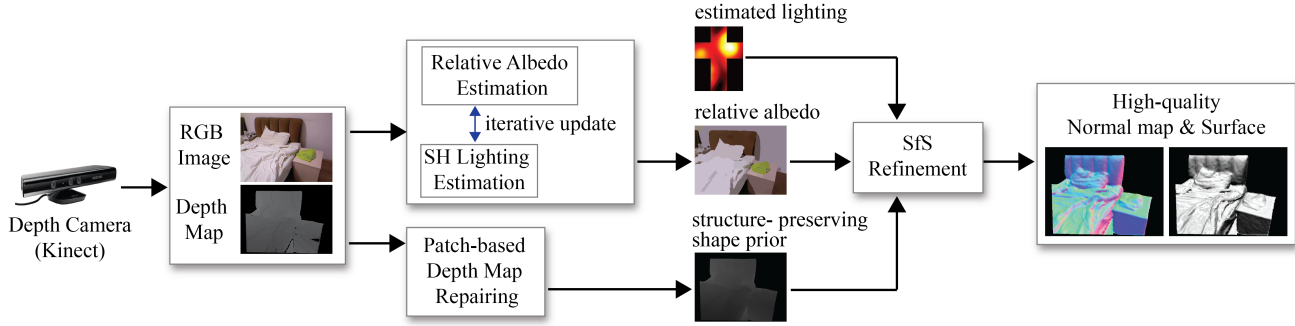 Depth Camera
(Kinect)
RGB
Image
Depth
Map
Relative Albedo
Estimation
iterative update
SH Lighting
Estimation
Patch-based
Depth Map
Repairing
estimated lighting
relative albedo
structure- preserving
shape prior
SfS
Refinement
High-quality
Normal map & Surface